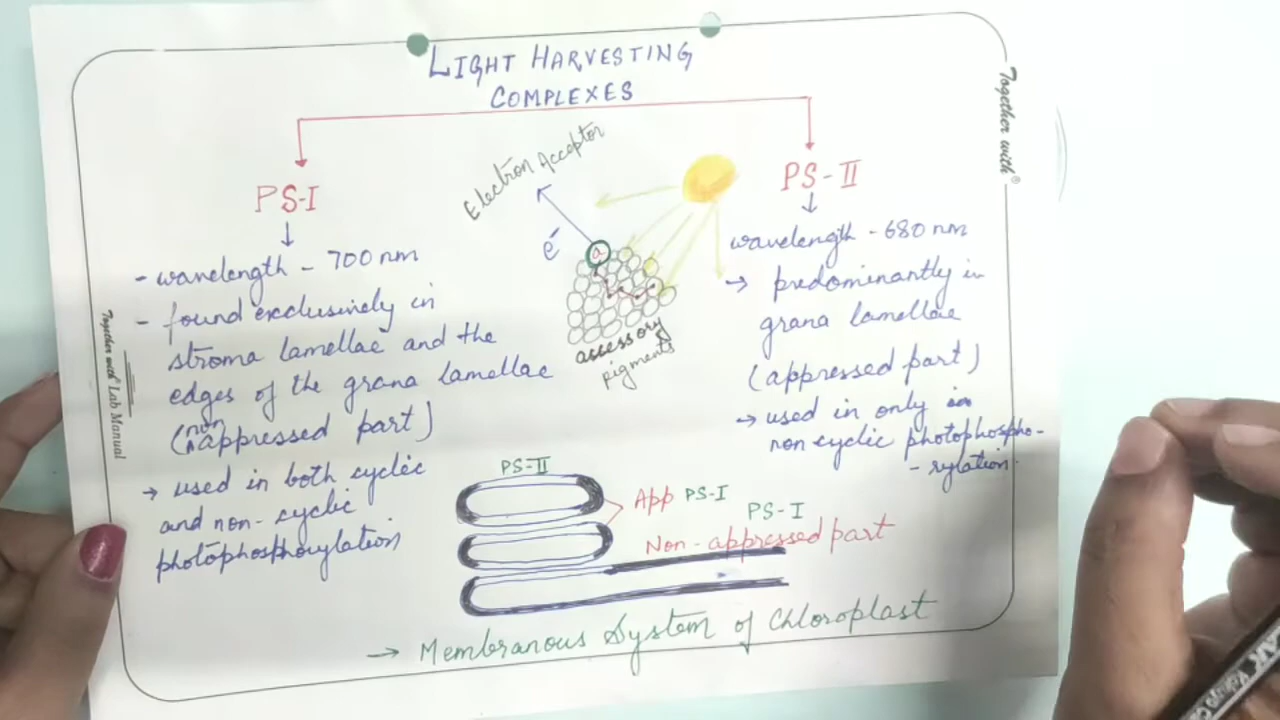 LIGHT HARVESTING
COMPLEXES
PS-I
- wavelength - 700 nm
- found exclusively in
stroma lamellae and the
edges of the grana lamellae
(non appressed part)
→ used in both cyclic
and non-cyclic
photophosphorylation
Electron Acceptor
e-
a
accessory
pigments
PS-II
wavelength - 680 nm
→ predominantly in
grana lamellae
(appressed part)
→ used in only in
non cyclic photophospho-
- rylation.
PS-II
App PS-I
PS-I
Non-appressed part
→ Membranous System of Chloroplast
Together with®
Together with Lab Manual